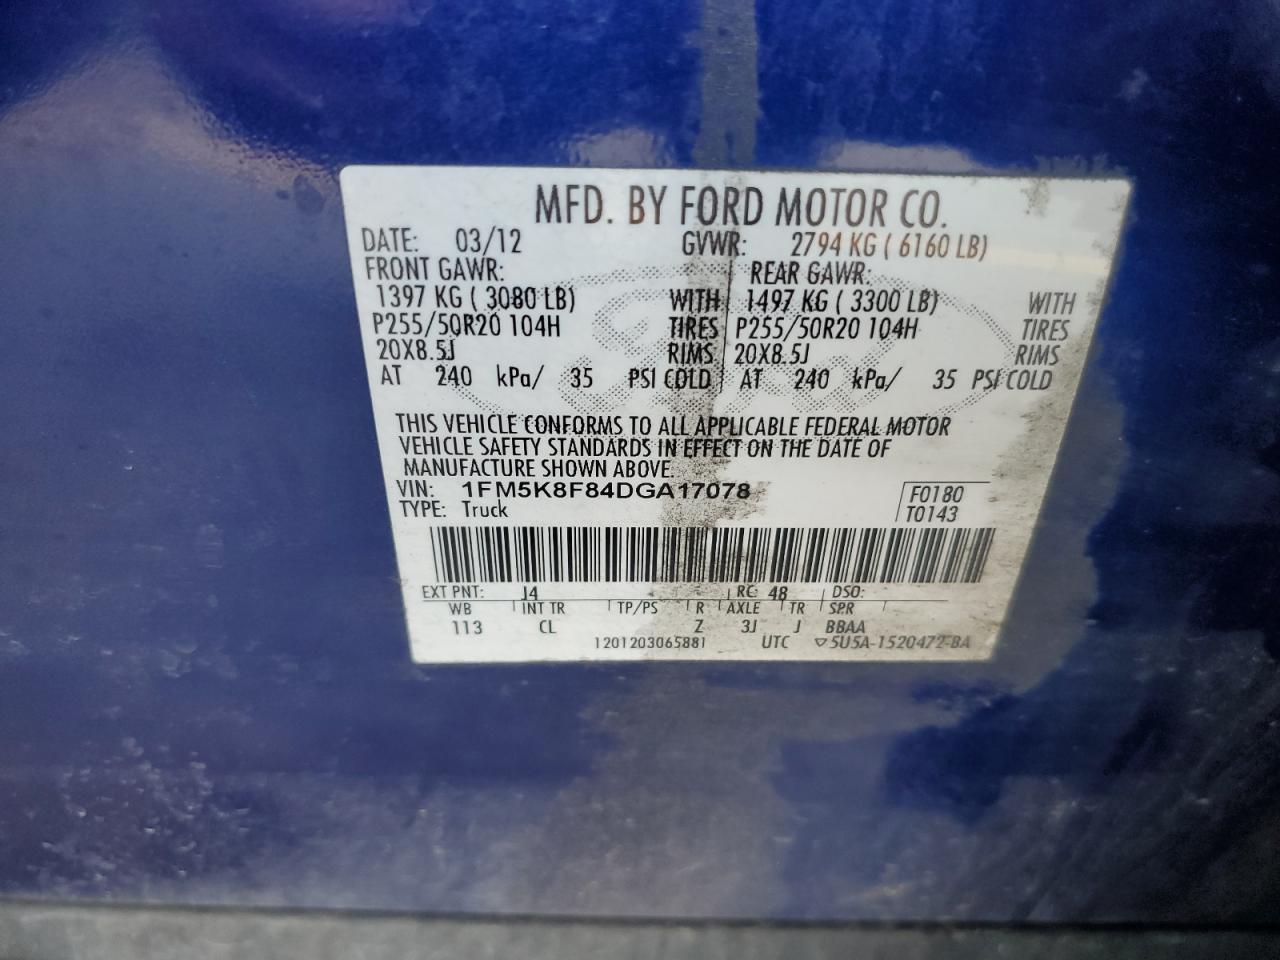 MFD. BY FORD MOTOR CO.
DATE: 03/12 GVWR: 2794 KG ( 6160 LB)
FRONT GAWR: REAR GAWR:
1397 KG ( 3080 LB) WITH 1497 KG ( 3300 LB) WITH
P255/50R20 104H TIRES P255/50R20 104H TIRES
20X8.5J RIMS 20X8.5J RIMS
AT 240 kPa/ 35 PSI COLD AT 240 kPa/ 35 PSI COLD
THIS VEHICLE CONFORMS TO ALL APPLICABLE FEDERAL MOTOR
VEHICLE SAFETY STANDARDS IN EFFECT ON THE DATE OF
MANUFACTURE SHOWN ABOVE.
VIN: 1FM5K8F84DGA17078 F0180
TYPE: Truck T0143
EXT PNT: J4 RC: 48 DSO:
WB INT TR TP/PS R AXLE TR SPR
113 CL Z 3J J BBAA
1201203065881 UTC ▽5U5A-1520472-BA